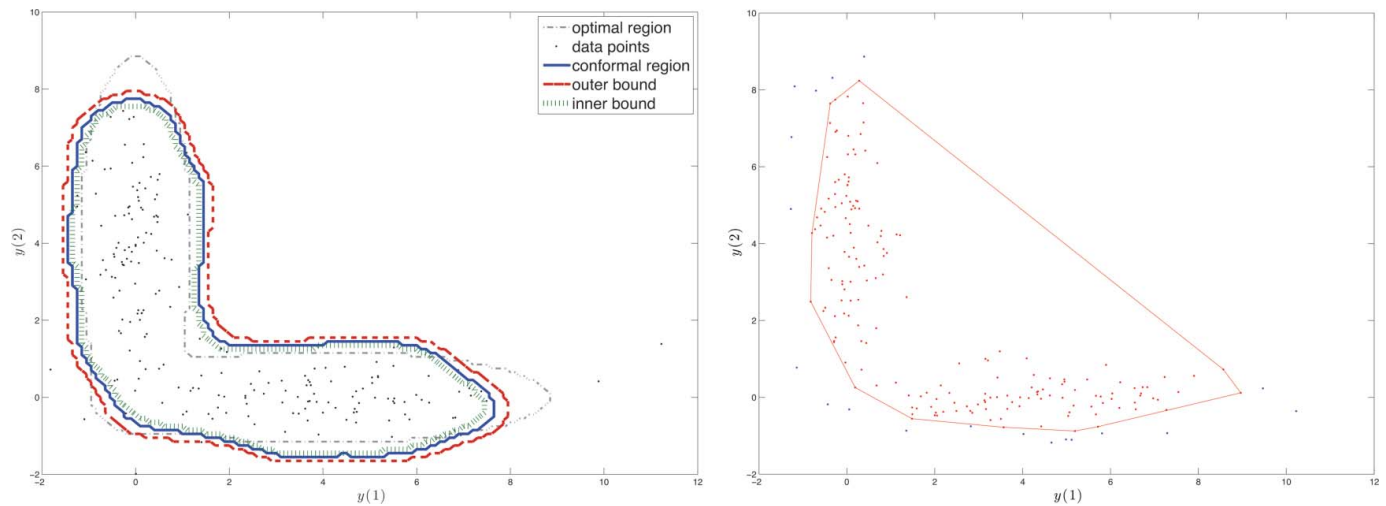 optimal region
data points
conformal region
outer bound
inner bound
10
8
6
4
2
0
−2
y(2)
−2 0 2 4 6 8 10 12
y(1)
10
8
6
4
2
0
−2
y(2)
−2 0 2 4 6 8 10 12
y(1)